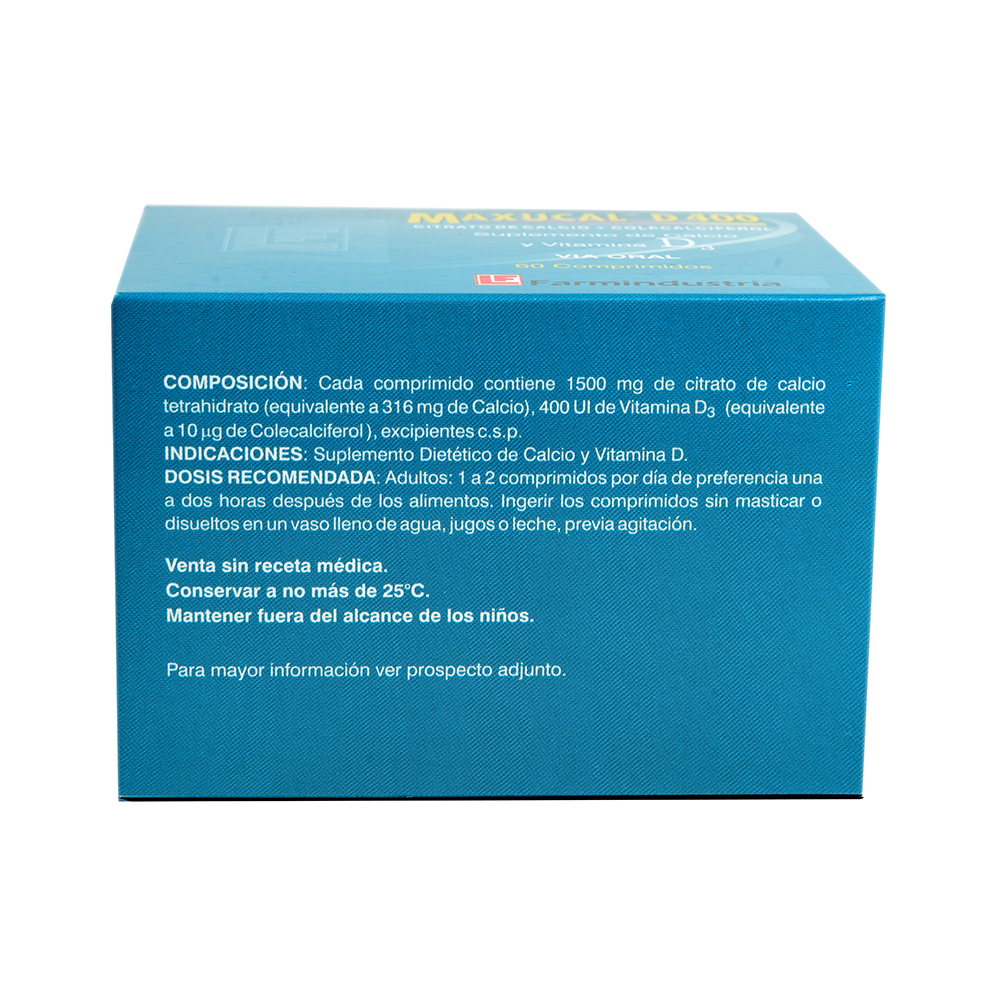 MAXUCAL D400
CITRATO DE CALCIO + COLECALCIFEROL
Suplemento de Calcio
y Vitamina D3
VIA ORAL
60 Comprimidos
LF Farmindustria
COMPOSICIÓN: Cada comprimido contiene 1500 mg de citrato de calcio
tetrahidrato (equivalente a 316 mg de Calcio), 400 UI de Vitamina D3 (equivalente
a 10 µg de Colecalciferol ), excipientes c.s.p.
INDICACIONES: Suplemento Dietético de Calcio y Vitamina D.
DOSIS RECOMENDADA: Adultos: 1 a 2 comprimidos por día de preferencia una
a dos horas después de los alimentos. Ingerir los comprimidos sin masticar o
disueltos en un vaso lleno de agua, jugos o leche, previa agitación.
Venta sin receta médica.
Conservar a no más de 25°C.
Mantener fuera del alcance de los niños.
Para mayor información ver prospecto adjunto.